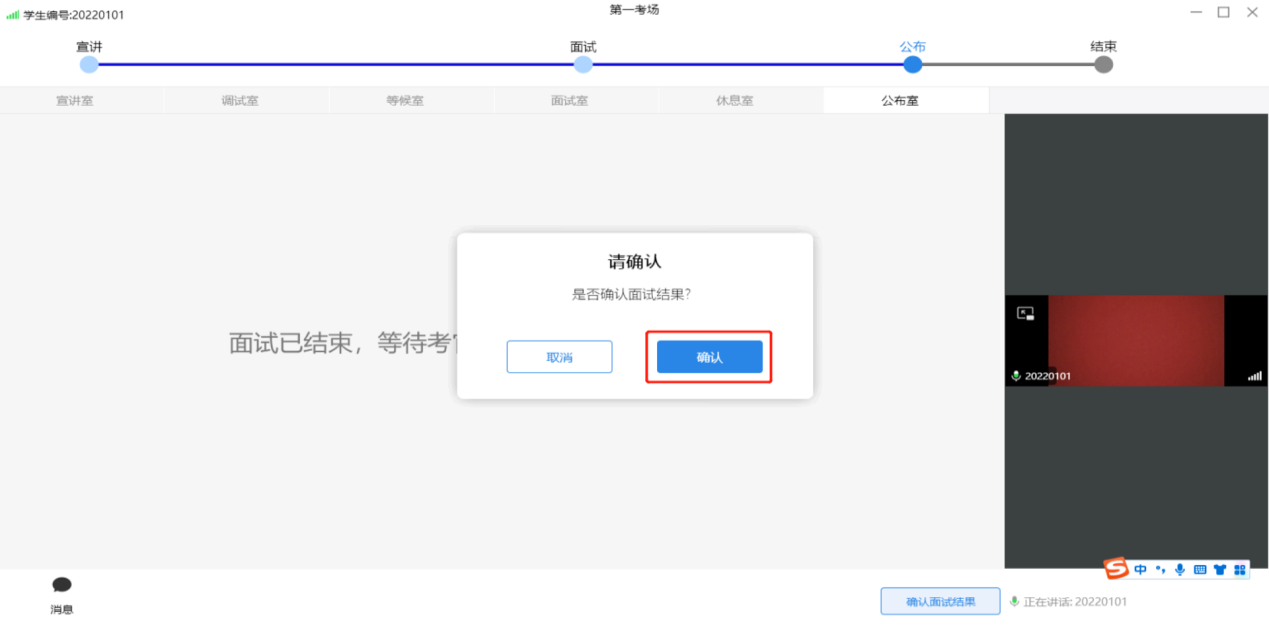 学生编号:20220101
第一考场
宣讲
面试
公布
结束
宣讲室
调试室
等候室
面试室
休息室
公布室
请确认
是否确认面试结果?
面试已结束，等待考
取消
确认
20220101
中
消息
确认面试结果
正在讲话: 20220101